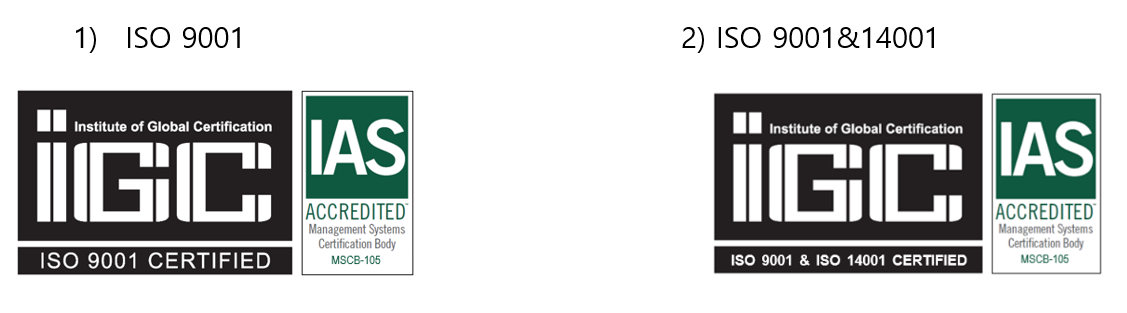 1) ISO 9001
Institute of Global Certification
iGC
ISO 9001 CERTIFIED
IAS
ACCREDITED™
Management Systems
Certification Body
MSCB-105
2) ISO 9001&14001
Institute of Global Certification
iGC
ISO 9001 & ISO 14001 CERTIFIED
IAS
ACCREDITED™
Management Systems
Certification Body
MSCB-105